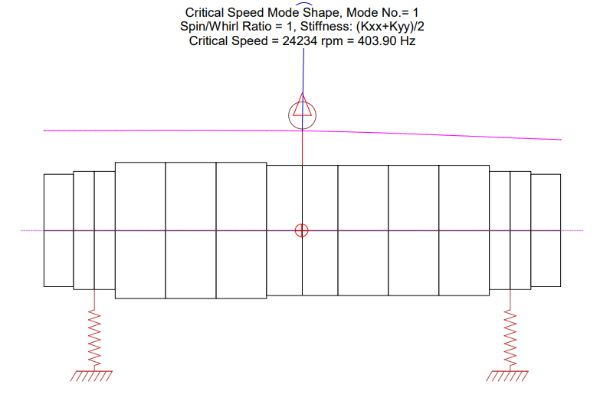 Critical Speed Mode Shape, Mode No.= 1
Spin/Whirl Ratio = 1, Stiffness: (Kxx+Kyy)/2
Critical Speed = 24234 rpm = 403.90 Hz